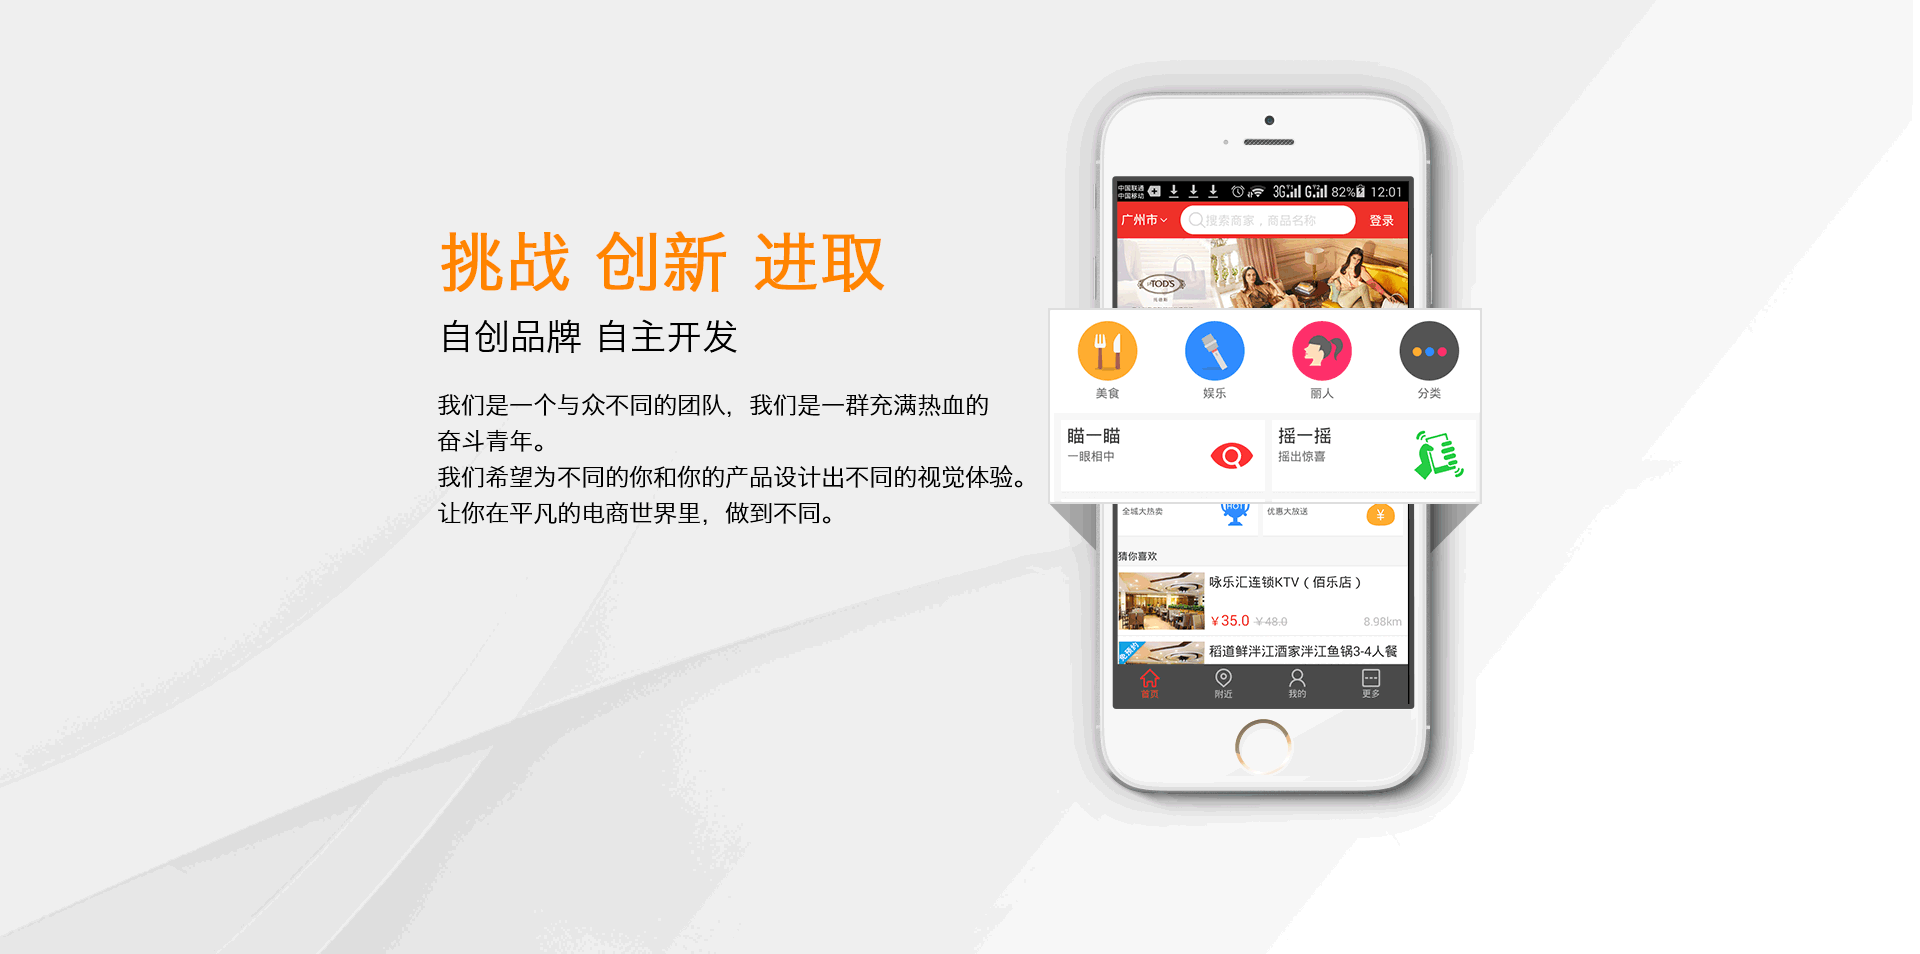 挑战 创新 进取
自创品牌 自主开发
我们是一个与众不同的团队，我们是一群充满热血的
奋斗青年。
我们希望为不同的你和你的产品设计出不同的视觉体验。
让你在平凡的电商世界里，做到不同。
中国联通
中国移动
3G G 82% 12:01
广州市 搜索商家，商品名称 登录
TOD'S
美食 娱乐 丽人 分类
瞄一瞄 摇一摇
一眼相中 摇出惊喜
全城大热卖 HOT 优惠大放送 ¥
猜你喜欢
咏乐汇连锁KTV（佰乐店）
￥35.0 ￥48.0 8.98km
免预约 稻道鲜泮江酒家泮江鱼锅3-4人餐
首页 附近 我的 更多